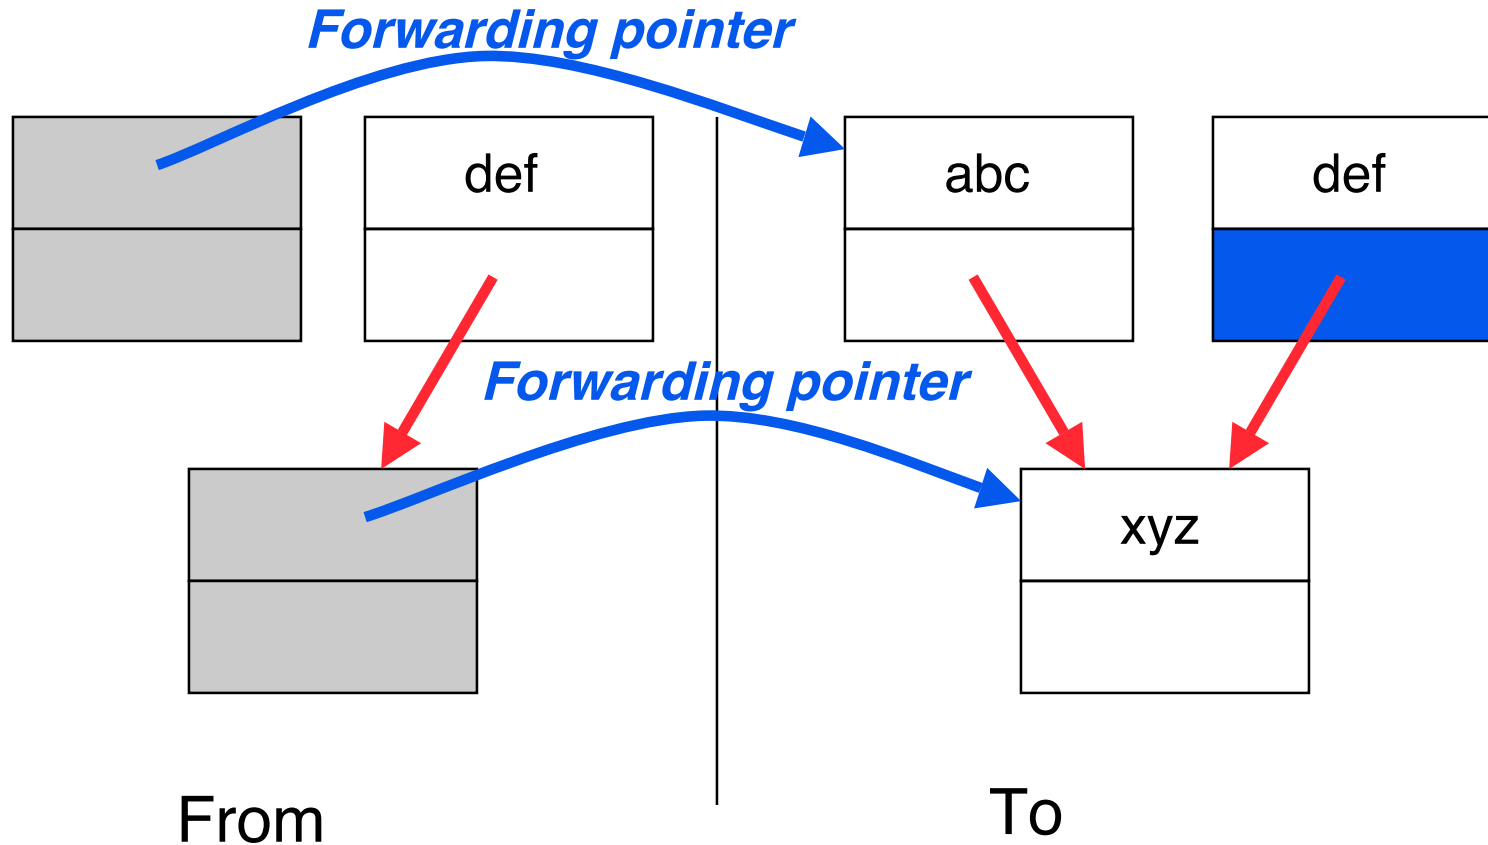 Forwarding pointer
def
abc
def
Forwarding pointer
xyz
From
To